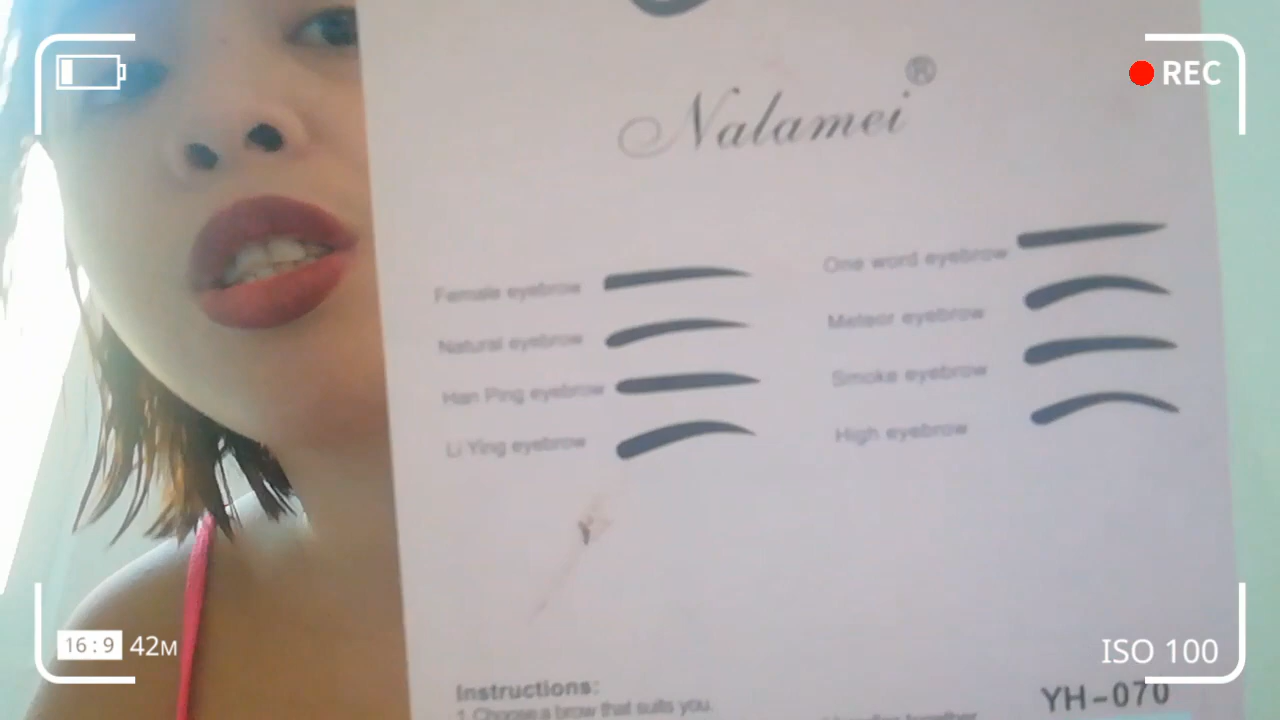 REC
Nalamei®
Female eyebrow
Natural eyebrow
Han Ping eyebrow
Li Ying eyebrow
One word eyebrow
Meteor eyebrow
Smoke eyebrow
High eyebrow
Instructions:
1.Choose a brow that suits you.
together
YH-070
16:9 42M
ISO 100